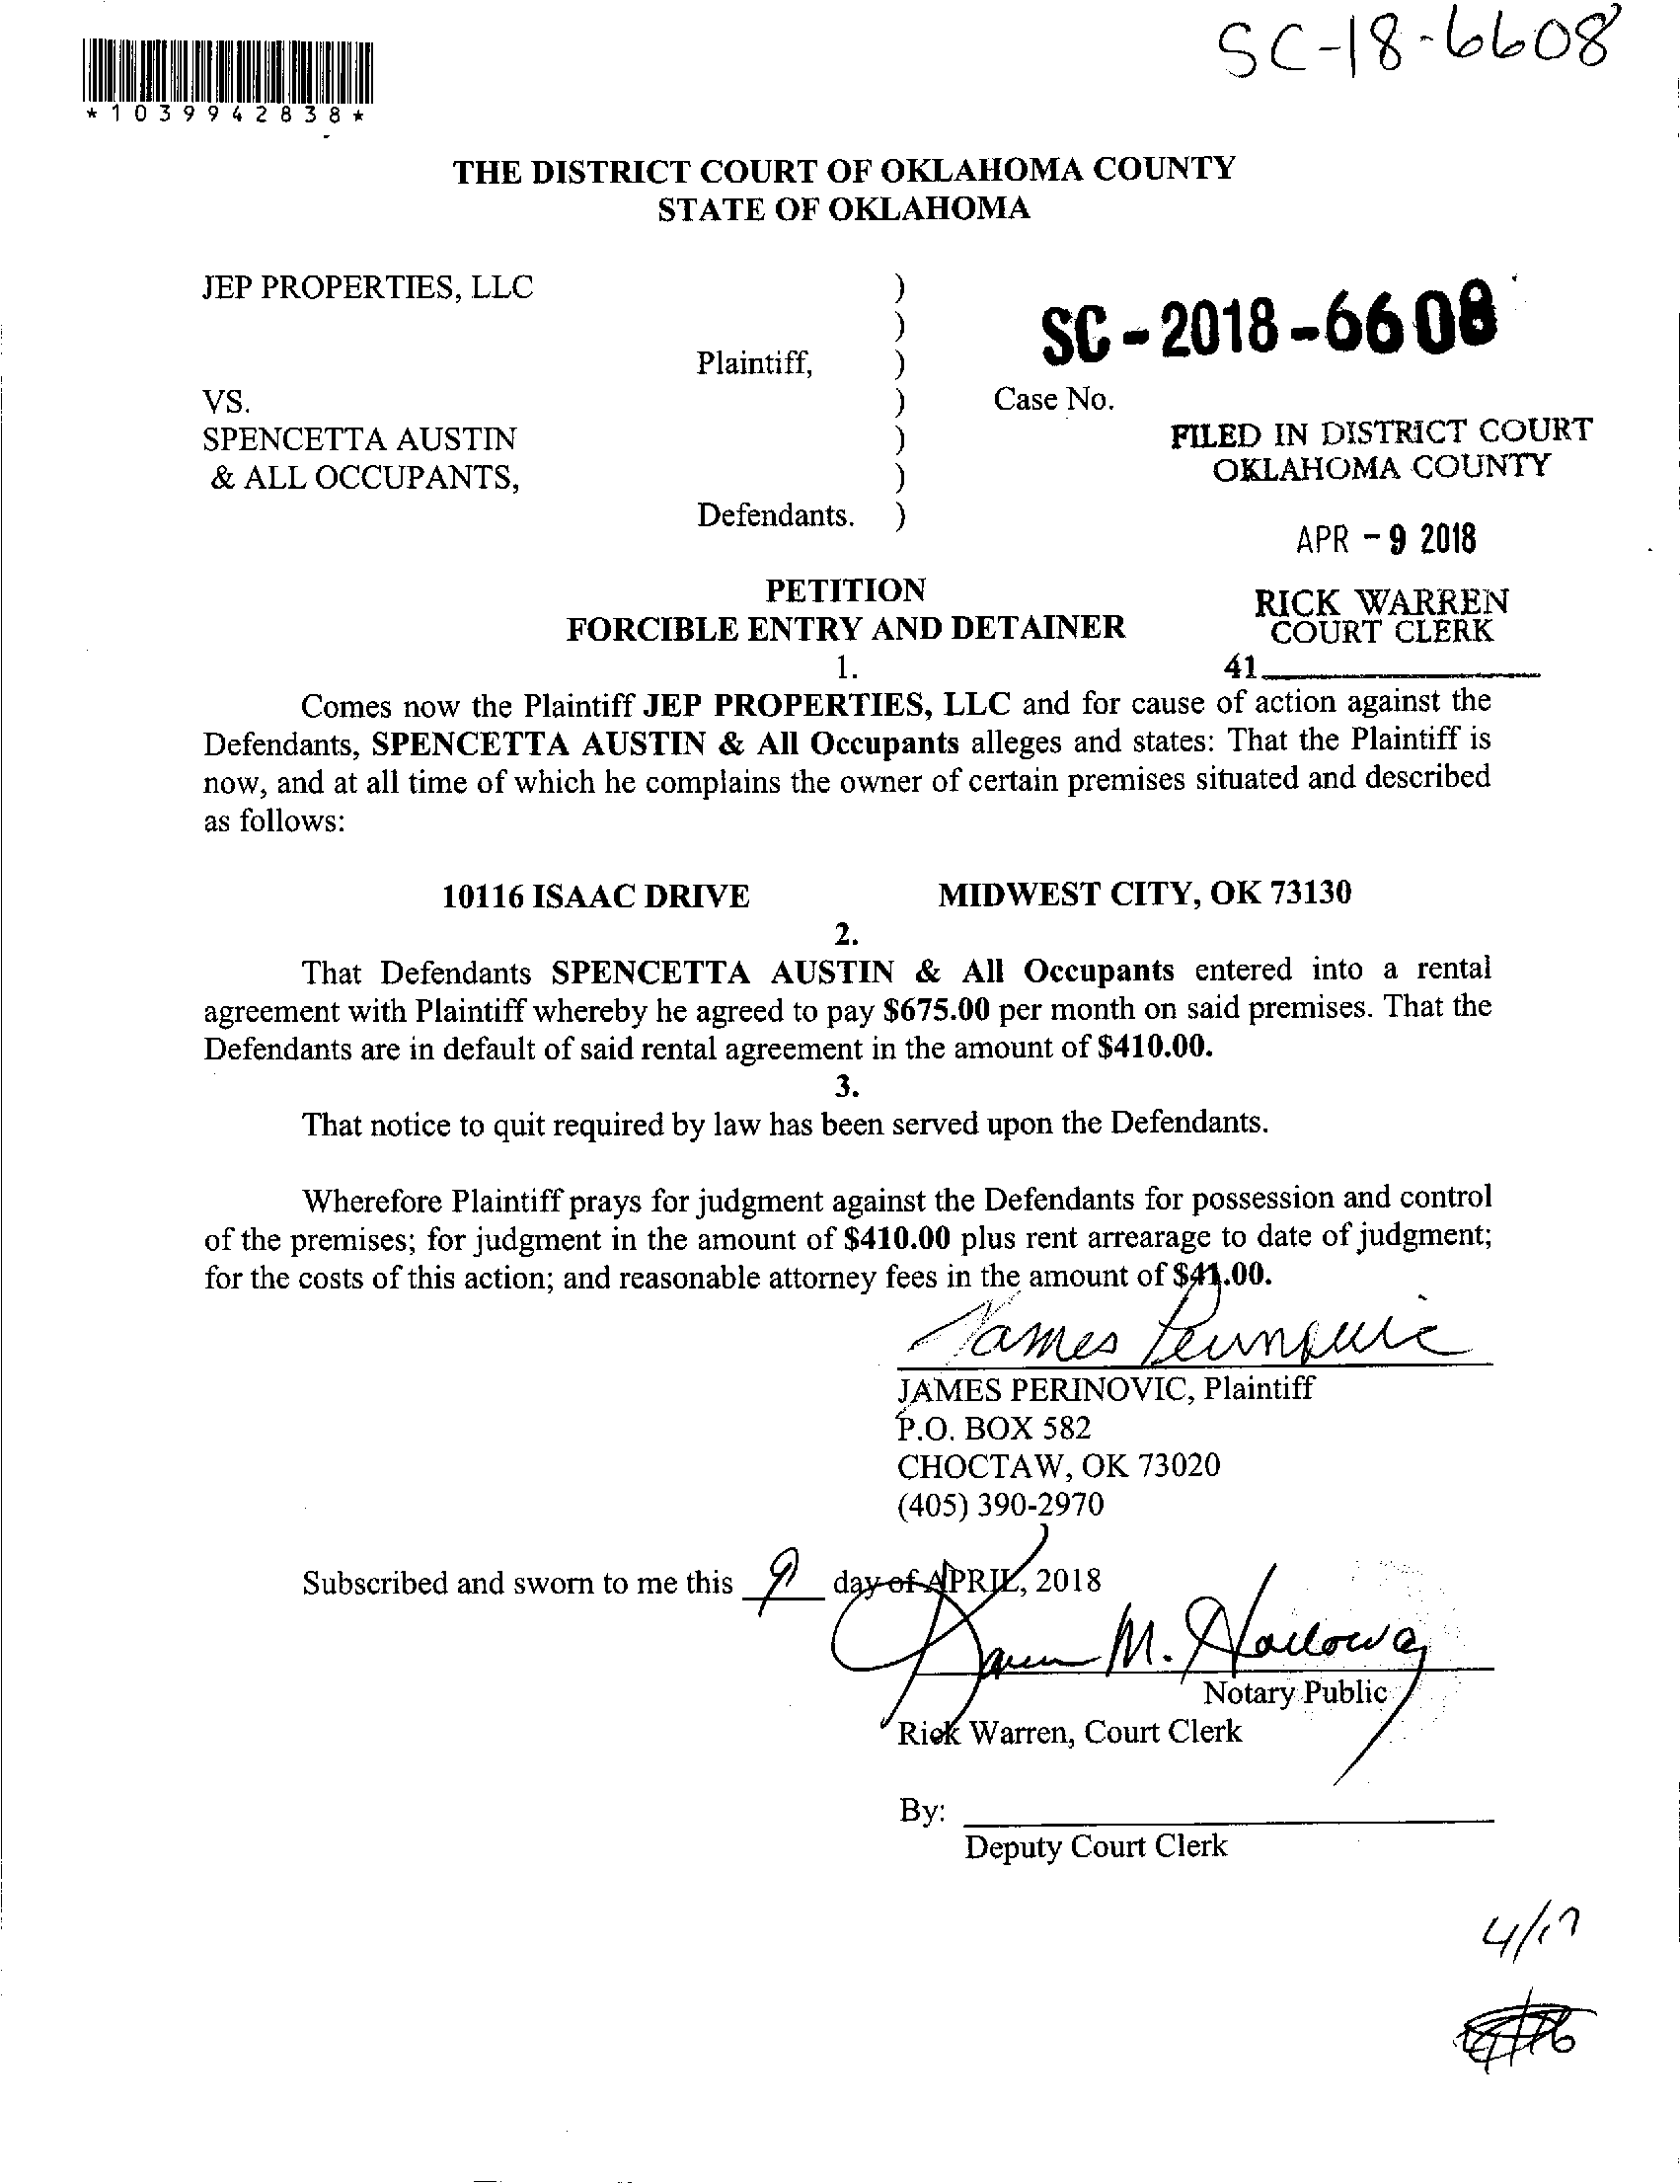 SC-18-6608
*1039942838*
THE DISTRICT COURT OF OKLAHOMA COUNTY
STATE OF OKLAHOMA
JEP PROPERTIES, LLC )
)
SC-2018-6608
Plaintiff, )
VS. ) Case No.
SPENCETTA AUSTIN )
& ALL OCCUPANTS, )
Defendants. )
FILED IN DISTRICT COURT
OKLAHOMA COUNTY
APR - 9 2018
RICK WARREN
COURT CLERK
41
PETITION
FORCIBLE ENTRY AND DETAINER
1.
Comes now the Plaintiff JEP PROPERTIES, LLC and for cause of action against the
Defendants, SPENCETTA AUSTIN & All Occupants alleges and states: That the Plaintiff is
now, and at all time of which he complains the owner of certain premises situated and described
as follows:
10116 ISAAC DRIVE MIDWEST CITY, OK 73130
2.
That Defendants SPENCETTA AUSTIN & All Occupants entered into a rental
agreement with Plaintiff whereby he agreed to pay $675.00 per month on said premises. That the
Defendants are in default of said rental agreement in the amount of $410.00.
3.
That notice to quit required by law has been served upon the Defendants.
Wherefore Plaintiff prays for judgment against the Defendants for possession and control
of the premises; for judgment in the amount of $410.00 plus rent arrearage to date of judgment;
for the costs of this action; and reasonable attorney fees in the amount of $41.00.
James Perinovic
JAMES PERINOVIC, Plaintiff
P.O. BOX 582
CHOCTAW, OK 73020
(405) 390-2970
Subscribed and sworn to me this 9 day of APRIL, 2018
Karen M. Holloway
Notary Public
Rick Warren, Court Clerk
By:
Deputy Court Clerk
4/17